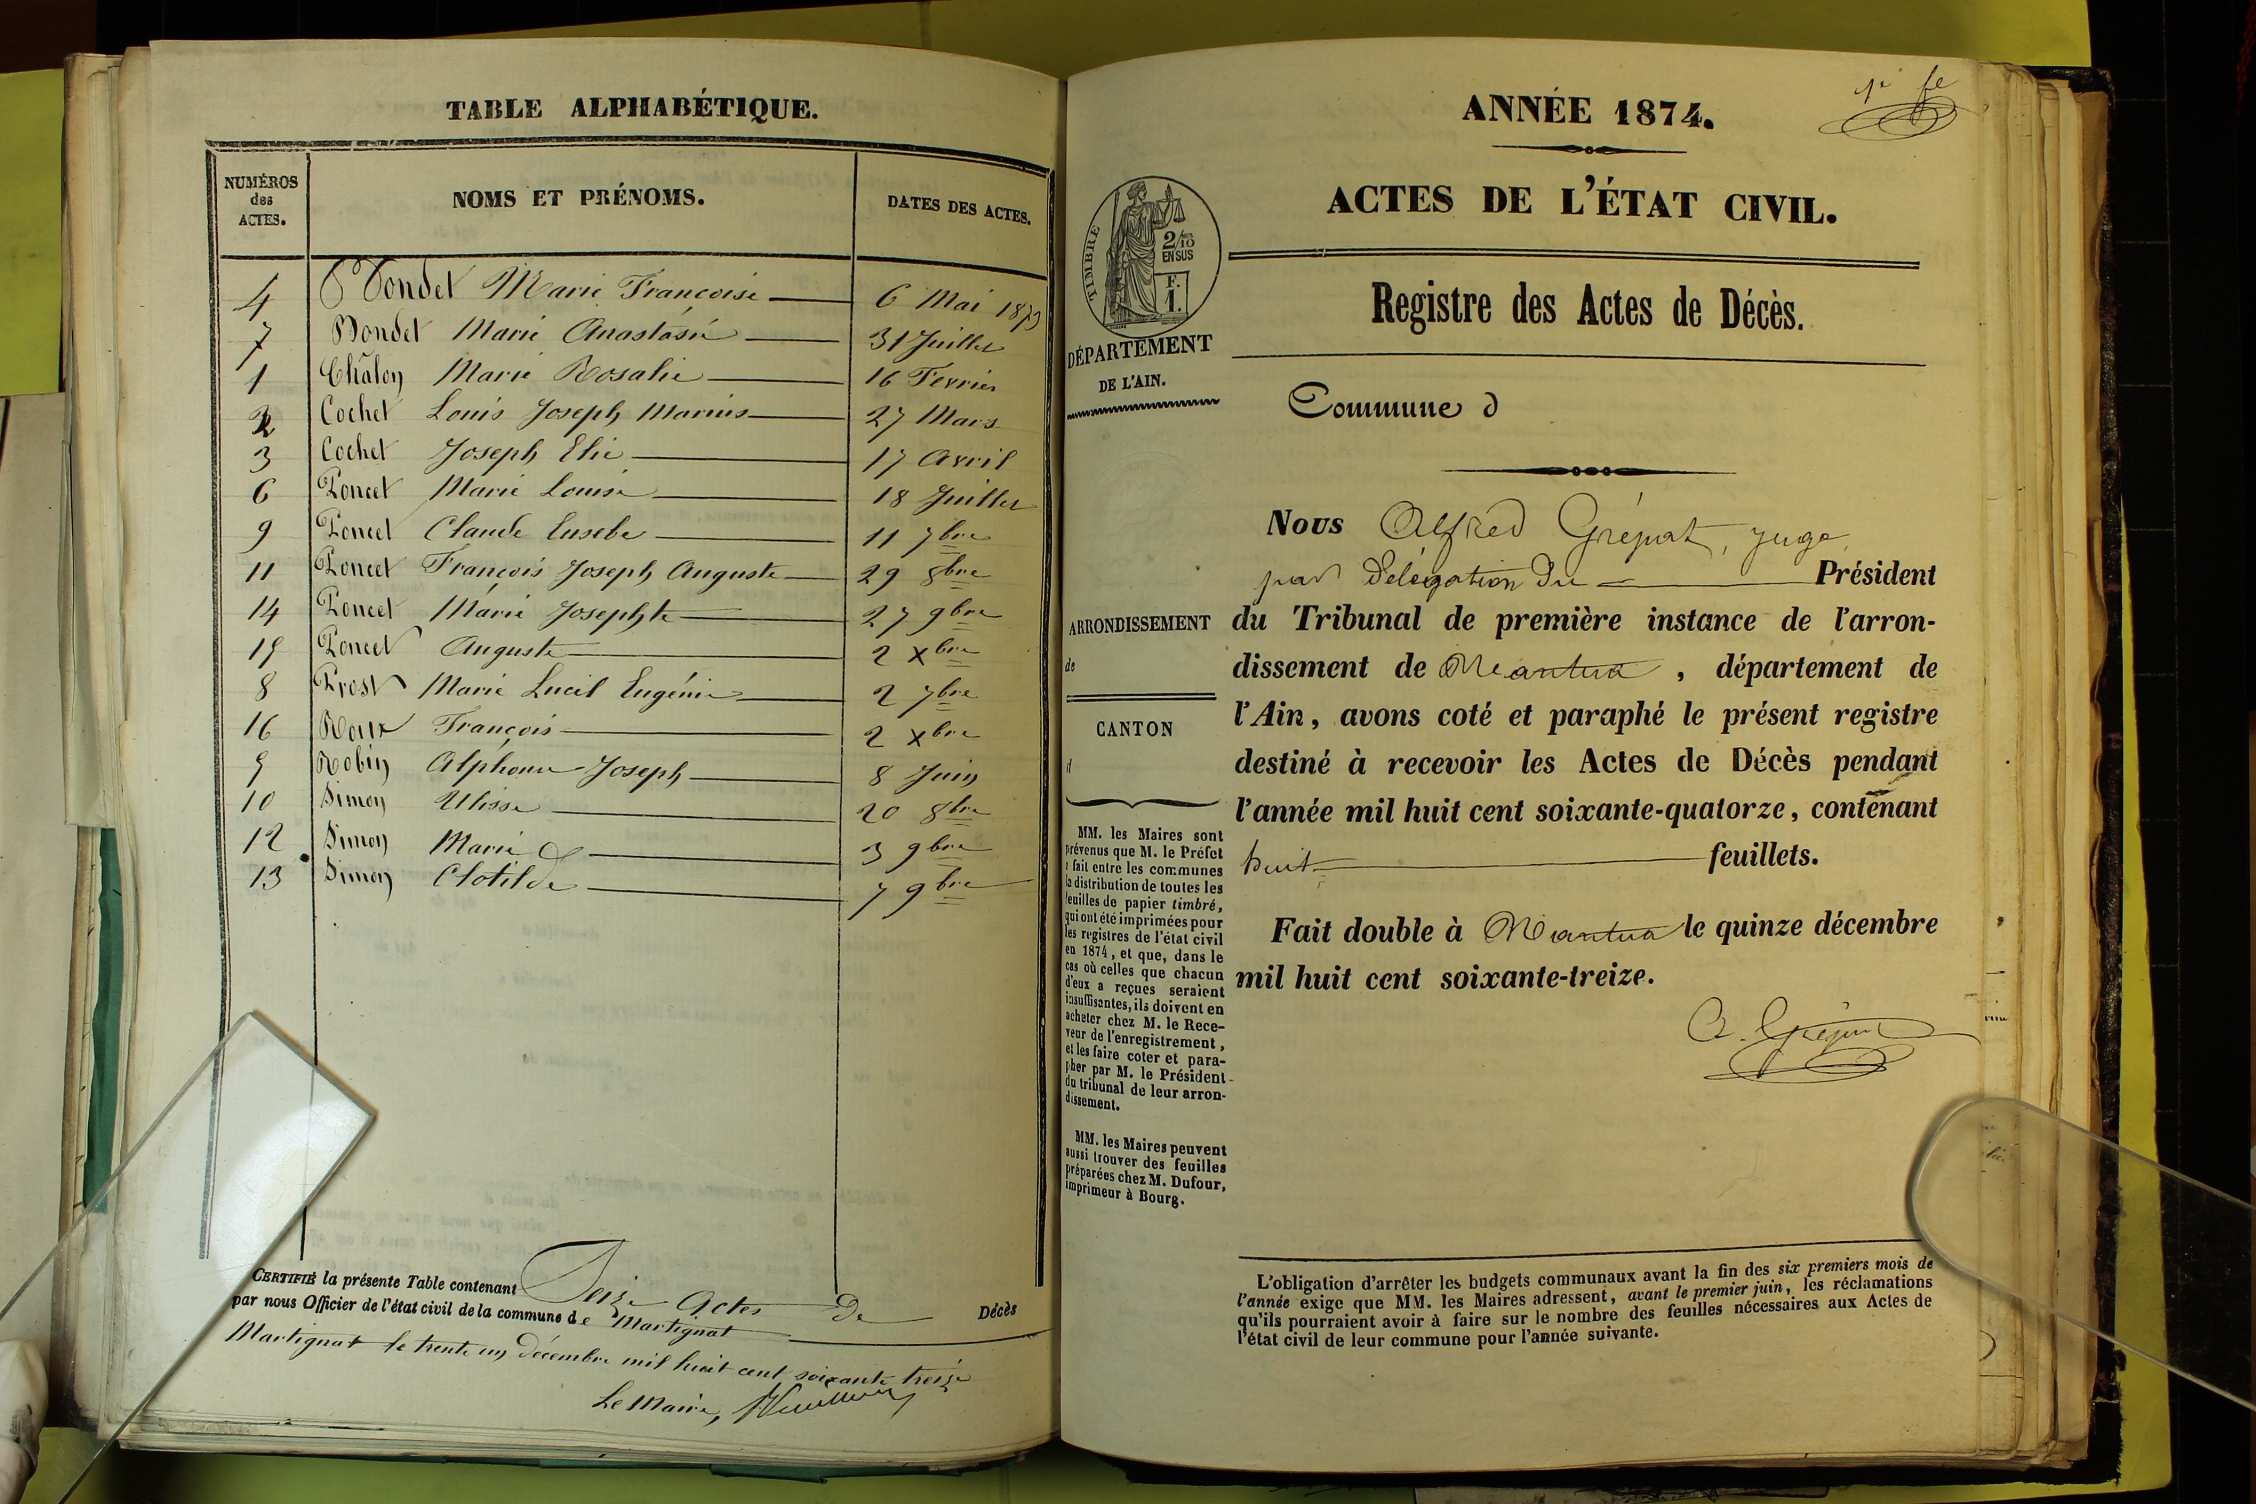 TABLE ALPHABÉTIQUE.
NUMÉROS
des
ACTES.
NOMS ET PRÉNOMS.
DATES DES ACTES.
4 Bondet Marie Françoise 6 Mai 1873
7 Bondet Marie Anastasie 31 Juillet
1 Châlon Marie Rosalie 16 Février
2 Cochet Louis Joseph Marius 27 Mars
3 Cochet Joseph Elie 17 Avril
6 Poncet Marie Louise 18 Juillet
9 Poncet Claude Eusebe 11 7bre
11 Poncet François Joseph Auguste 29 8bre
14 Poncet Marie Josephte 27 9bre
15 Poncet Auguste 2 Xbre
8 Prost Marie Lucil Eugénie 2 7bre
16 Roux François 2 Xbre
5 Robin Alphonse Joseph 8 Juin
10 Simon Ulisse 20 8bre
12 Simon Marie 3 9bre
13 Simon Clotilde 7 9bre
CERTIFIÉ la présente Table contenant Seize Actes De Décès
par nous Officier de l'état civil de la commune de Martignat
Martignat le trente un décembre mil huit cent soixante treize
Le Maire,
1er fe
ANNÉE 1874.
ACTES DE L'ÉTAT CIVIL.
Registre des Actes de Décès.
TIMBRE
2/10
EN SUS
F.
1.
DÉPARTEMENT
DE L'AIN.
Commune d
Nous Alfred Grépat, juge
par Délégation Du Président
du Tribunal de première instance de l'arron-
dissement de Nantua, département de
l'Ain, avons coté et paraphé le présent registre
destiné à recevoir les Actes de Décès pendant
l'année mil huit cent soixante-quatorze, contenant
huit feuillets.
Fait double à Nantua le quinze décembre
mil huit cent soixante-treize.
ARRONDISSEMENT
de
CANTON
d
MM. les Maires sont
prévenus que M. le Préfet
a fait entre les communes
la distribution de toutes les
feuilles de papier timbré,
qui ont été imprimées pour
les registres de l'état civil
en 1874, et que, dans le
cas où celles que chacun
d'eux a reçues seraient
insuffisantes, ils doivent en
acheter chez M. le Rece-
veur de l'enregistrement,
et les faire coter et para-
pher par M. le Président
du tribunal de leur arron-
dissement.
MM. les Maires peuvent
aussi trouver des feuilles
préparées chez M. Dufour,
imprimeur à Bourg.
L'obligation d'arrêter les budgets communaux avant la fin des six premiers mois de
l'année exige que MM. les Maires adressent, avant le premier juin, les réclamations
qu'ils pourraient avoir à faire sur le nombre des feuilles nécessaires aux Actes de
l'état civil de leur commune pour l'année suivante.